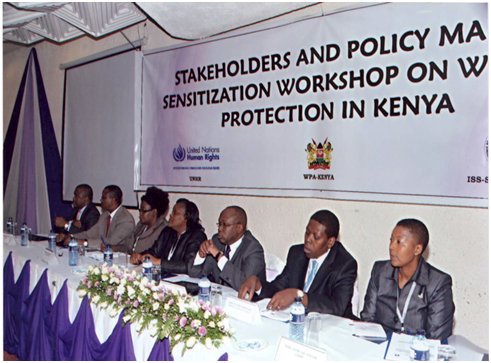 STAKEHOLDERS AND POLICY MA
SENSITIZATION WORKSHOP ON W
PROTECTION IN KENYA
United Nations
Human Rights
WPA-KENYA
ISS-S